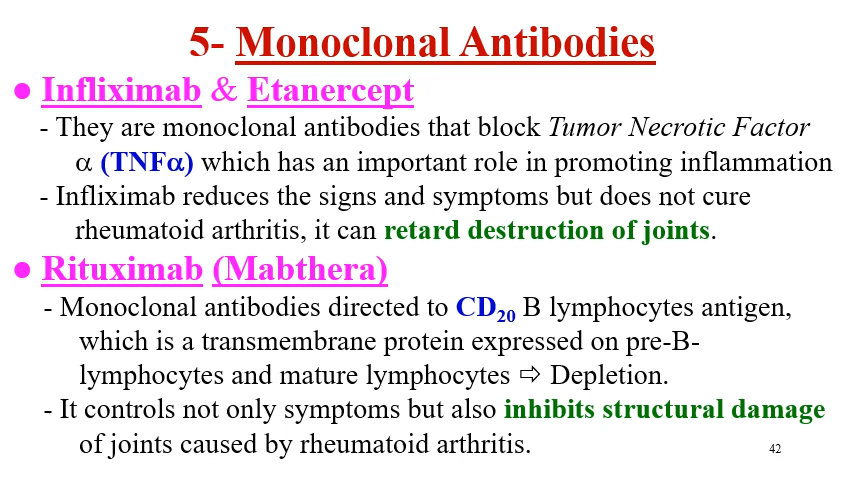 5- Monoclonal Antibodies
● Infliximab & Etanercept
- They are monoclonal antibodies that block Tumor Necrotic Factor
α (TNFα) which has an important role in promoting inflammation
- Infliximab reduces the signs and symptoms but does not cure
rheumatoid arthritis, it can retard destruction of joints.
● Rituximab (Mabthera)
- Monoclonal antibodies directed to CD20 B lymphocytes antigen,
which is a transmembrane protein expressed on pre-B-
lymphocytes and mature lymphocytes ⇨ Depletion.
- It controls not only symptoms but also inhibits structural damage
of joints caused by rheumatoid arthritis.
42